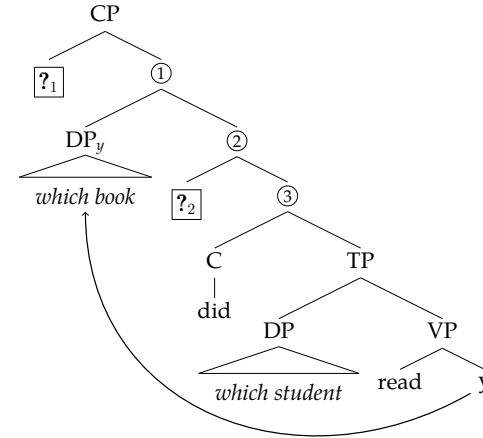 CP
?₁ ①
DPy ②
which book ?₂ ③
C TP
did DP VP
which student read y